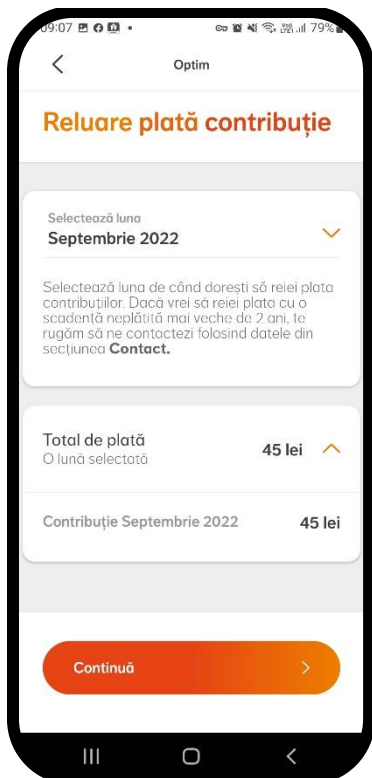 09:07
79%
Optim
Reluare plată contribuție
Selectează luna
Septembrie 2022
Selectează luna de când dorești să reiei plata
contribuțiilor. Dacă vrei să reiei plata cu o
scadență neplătită mai veche de 2 ani, te
rugăm să ne contactezi folosind datele din
secțiunea Contact.
Total de plată
45 lei
O lună selectată
Contribuție Septembrie 2022
45 lei
Continuă